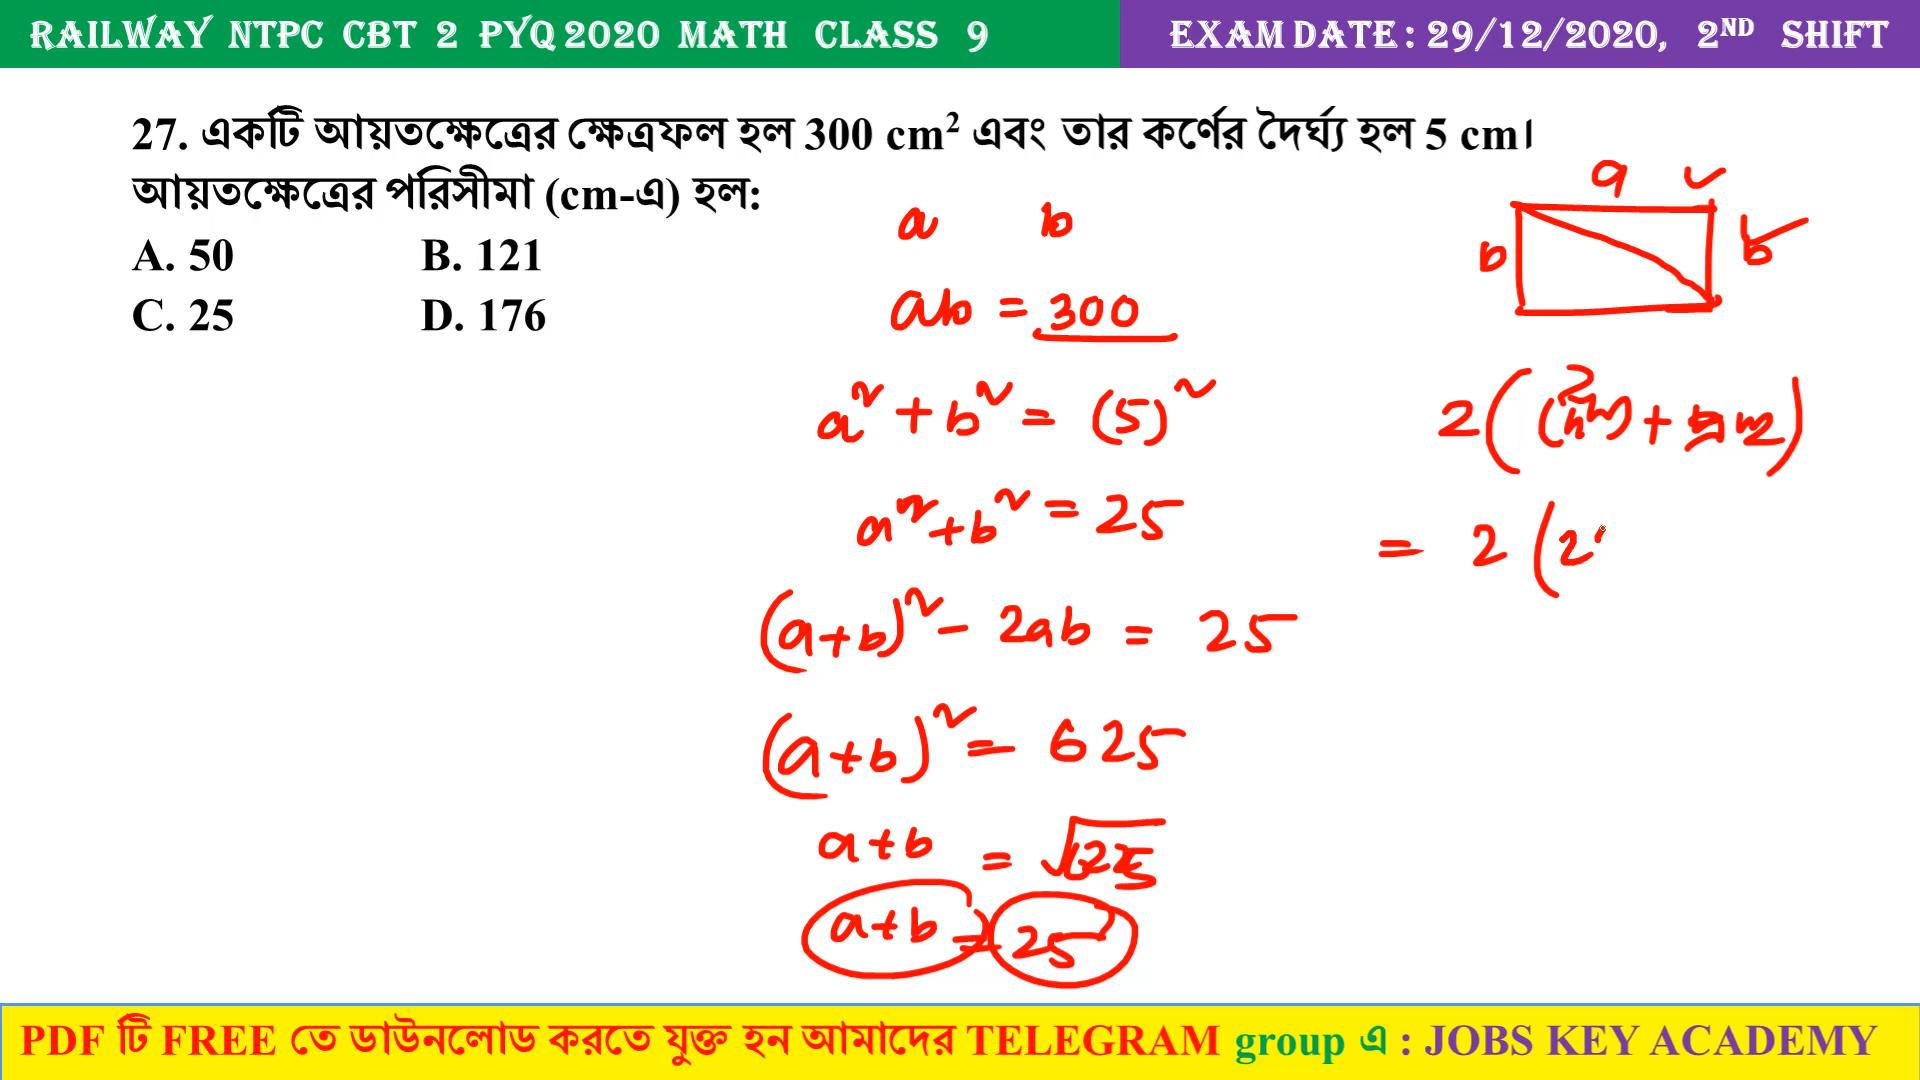 RAILWAY NTPC CBT 2 PYQ 2020 MATH CLASS 9
EXAM DATE : 29/12/2020, 2ND SHIFT
27. একটি আয়তক্ষেত্রের ক্ষেত্রফল হল 300 cm² এবং তার কর্ণের দৈর্ঘ্য হল 5 cm।
আয়তক্ষেত্রের পরিসীমা (cm-এ) হল:
A. 50 B. 121
C. 25 D. 176
a b
ab = 300
a² + b² = (5)²
a² + b² = 25
(a+b)² - 2ab = 25
(a+b)² = 625
a+b = √625
a+b = 25
a
b b
2(
= 2 (2
PDF টি FREE তে ডাউনলোড করতে যুক্ত হন আমাদের TELEGRAM group এ : JOBS KEY ACADEMY